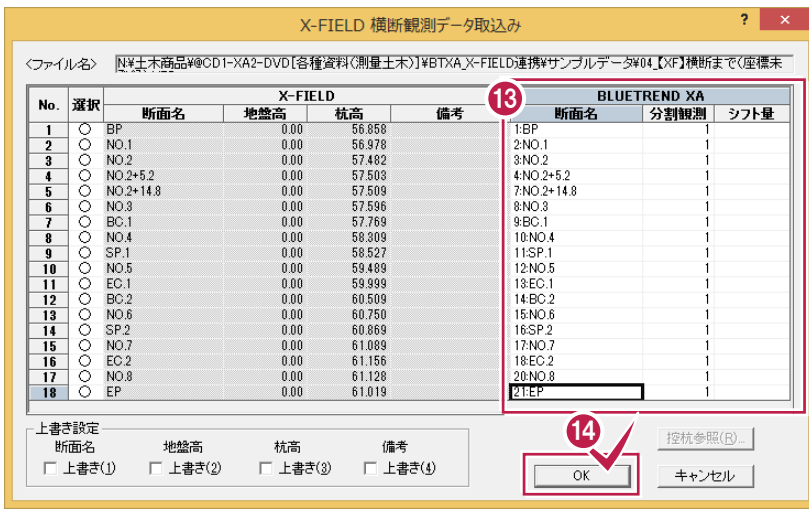 X-FIELD 横断観測データ取込み
? ×
<ファイル名> N¥土木商品¥@CD1-XA2-DVD[各種資料(測量土木)]¥BTXA_X-FIELD連携¥サンプルデータ¥04_【XF】横断まで(座標未
X-FIELD 13 BLUETREND XA
No. 選択 断面名 地盤高 杭高 備考 断面名 分割観測 シフト量
1 BP 0.00 56.858 1:BP 1
2 NO.1 0.00 56.978 2:NO.1 1
3 NO.2 0.00 57.482 3:NO.2 1
4 NO.2+5.2 0.00 57.503 4:NO.2+5.2 1
5 NO.2+14.8 0.00 57.509 7:NO.2+14.8 1
6 NO.3 0.00 57.596 8:NO.3 1
7 BC.1 0.00 57.769 9:BC.1 1
8 NO.4 0.00 58.309 10:NO.4 1
9 SP.1 0.00 58.527 11:SP.1 1
10 NO.5 0.00 59.489 12:NO.5 1
11 EC.1 0.00 59.999 13:EC.1 1
12 BC.2 0.00 60.509 14:BC.2 1
13 NO.6 0.00 60.750 15:NO.6 1
14 SP.2 0.00 60.869 16:SP.2 1
15 NO.7 0.00 61.089 17:NO.7 1
16 EC.2 0.00 61.156 18:EC.2 1
17 NO.8 0.00 61.128 20:NO.8 1
18 EP 0.00 61.019 21:EP 1
上書き設定
断面名 地盤高 杭高 備考
上書き(1) 上書き(2) 上書き(3) 上書き(4)
14 控杭参照(R)...
OK キャンセル